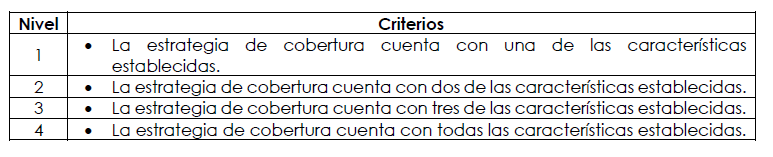 Nivel Criterios
1 • La estrategia de cobertura cuenta con una de las características
establecidas.
2 • La estrategia de cobertura cuenta con dos de las características establecidas.
3 • La estrategia de cobertura cuenta con tres de las características establecidas.
4 • La estrategia de cobertura cuenta con todas las características establecidas.